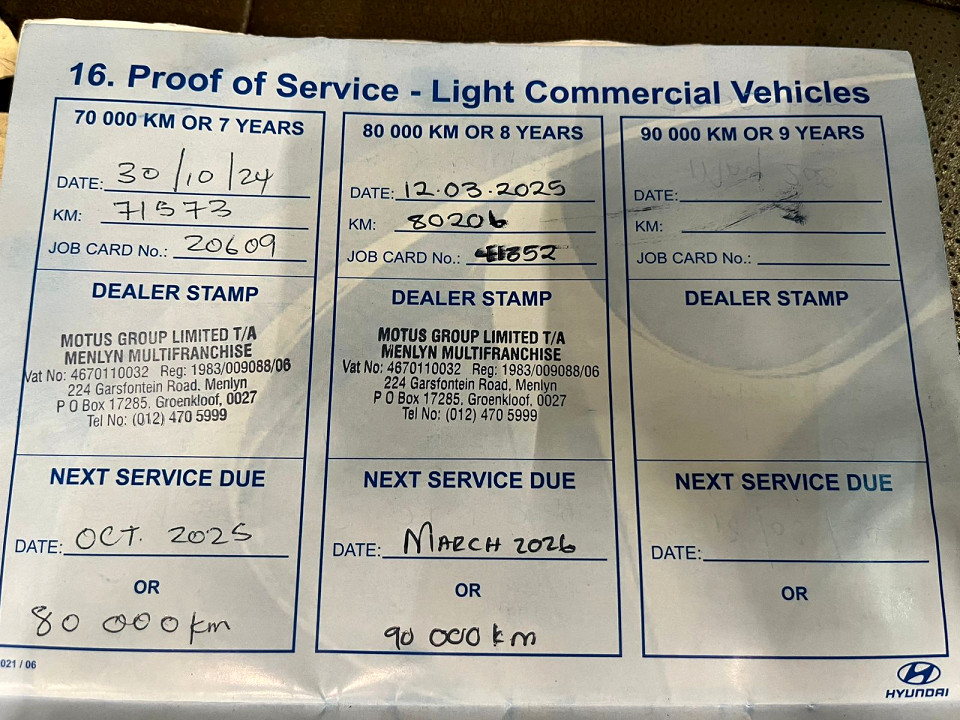 16. Proof of Service - Light Commercial Vehicles
70 000 KM OR 7 YEARS
DATE: 30/10/24
KM: 71573
JOB CARD No.: 20609
DEALER STAMP
MOTUS GROUP LIMITED T/A
MENLYN MULTIFRANCHISE
Vat No: 4670110032 Reg: 1983/009088/06
224 Garsfontein Road, Menlyn
P O Box 17285. Groenkloof, 0027
Tel No: (012) 470 5999
NEXT SERVICE DUE
DATE: OCT. 2025
OR
80 000 km
80 000 KM OR 8 YEARS
DATE: 12.03.2025
KM: 80206
JOB CARD No.:
DEALER STAMP
MOTUS GROUP LIMITED T/A
MENLYN MULTIFRANCHISE
Vat No: 4670110032 Reg: 1983/009088/06
224 Garsfontein Road, Menlyn
P O Box 17285. Groenkloof, 0027
Tel No: (012) 470 5999
NEXT SERVICE DUE
DATE: MARCH 2026
OR
90 000 km
90 000 KM OR 9 YEARS
DATE:
KM:
JOB CARD No.:
DEALER STAMP
NEXT SERVICE DUE
DATE:
OR
021 / 06
HYUNDAI